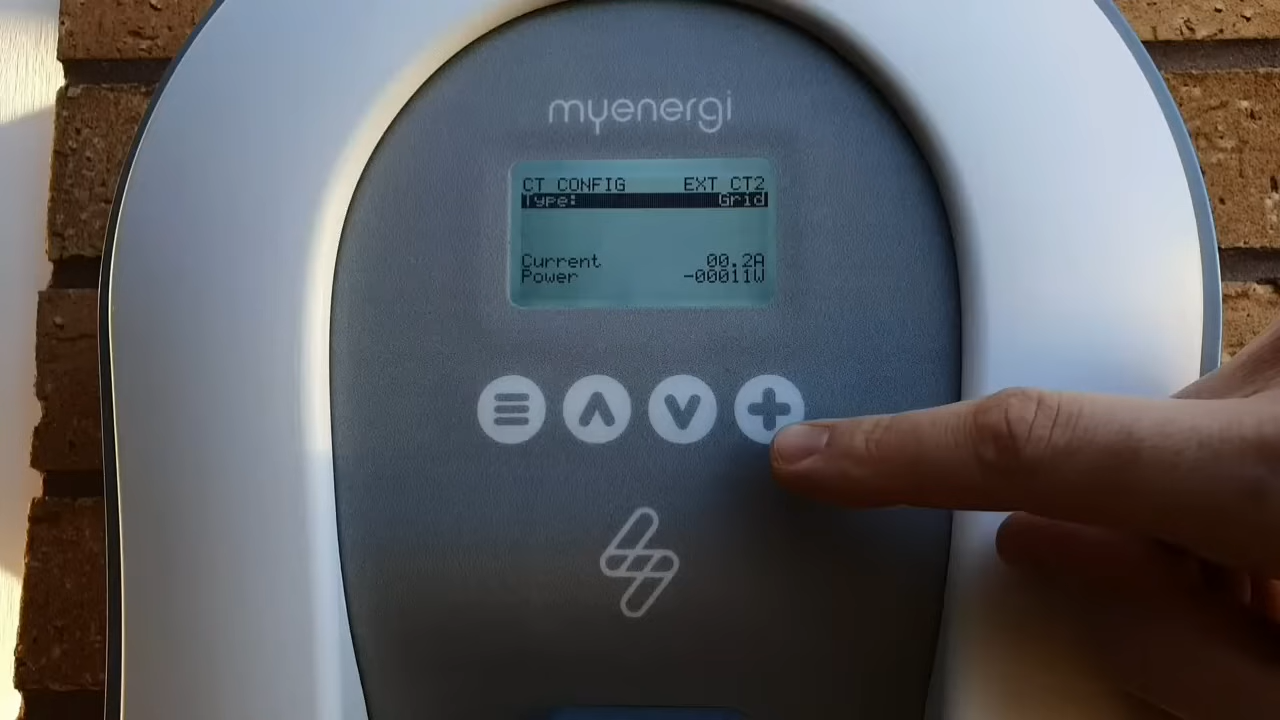 myenergi
CT CONFIG EXT CT2
Type: Grid
Current 00.2A
Power -00011W